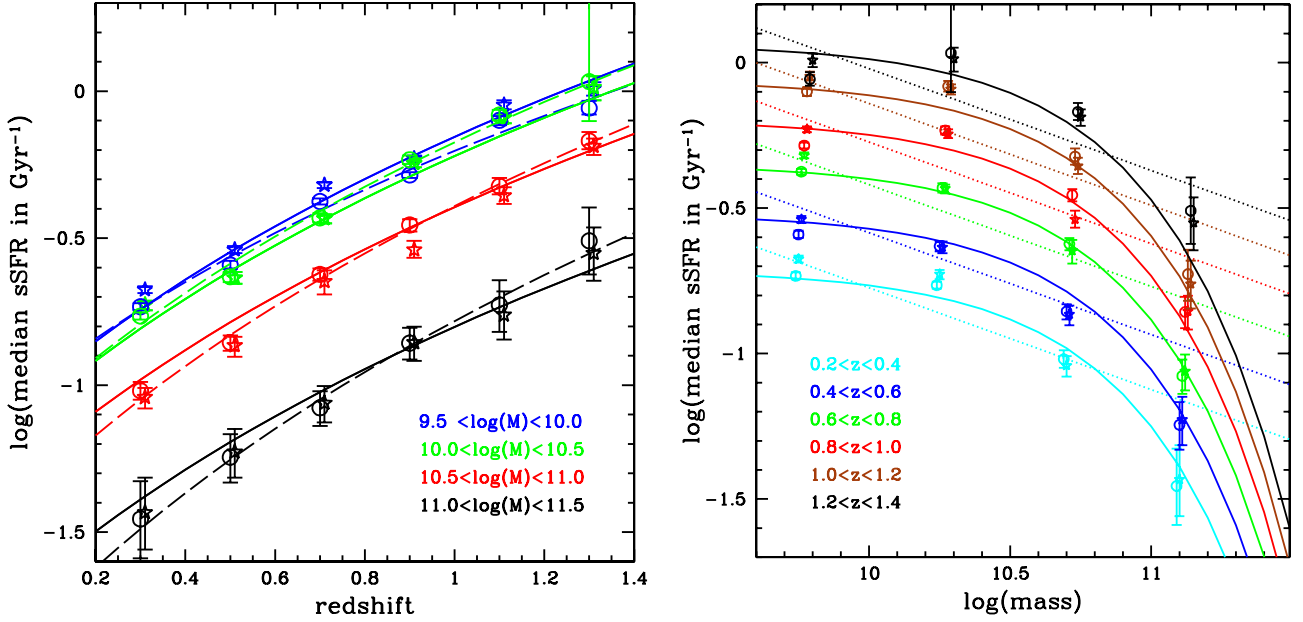 log(median sSFR in Gyr⁻¹)
0
−0.5
−1
−1.5
9.5 <log(M)<10.0
10.0<log(M)<10.5
10.5<log(M)<11.0
11.0<log(M)<11.5
0.2 0.4 0.6 0.8 1 1.2 1.4
redshift
log(median sSFR in Gyr⁻¹)
0
−0.5
−1
−1.5
0.2<z<0.4
0.4<z<0.6
0.6<z<0.8
0.8<z<1.0
1.0<z<1.2
1.2<z<1.4
10 10.5 11
log(mass)